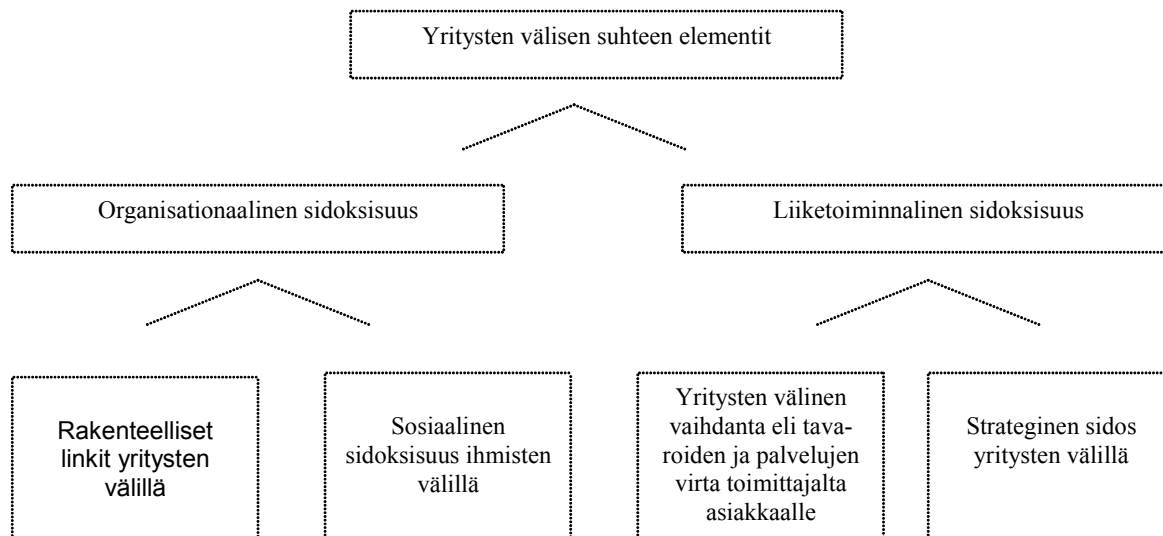 Yritysten välisen suhteen elementit
Organisationaalinen sidoksisuus
Liiketoiminnalinen sidoksisuus
Rakenteelliset
linkit yritysten
välillä
Sosiaalinen
sidoksisuus ihmisten
välillä
Yritysten välinen
vaihdanta eli tava-
roiden ja palvelujen
virta toimittajalta
asiakkaalle
Strateginen sidos
yritysten välillä